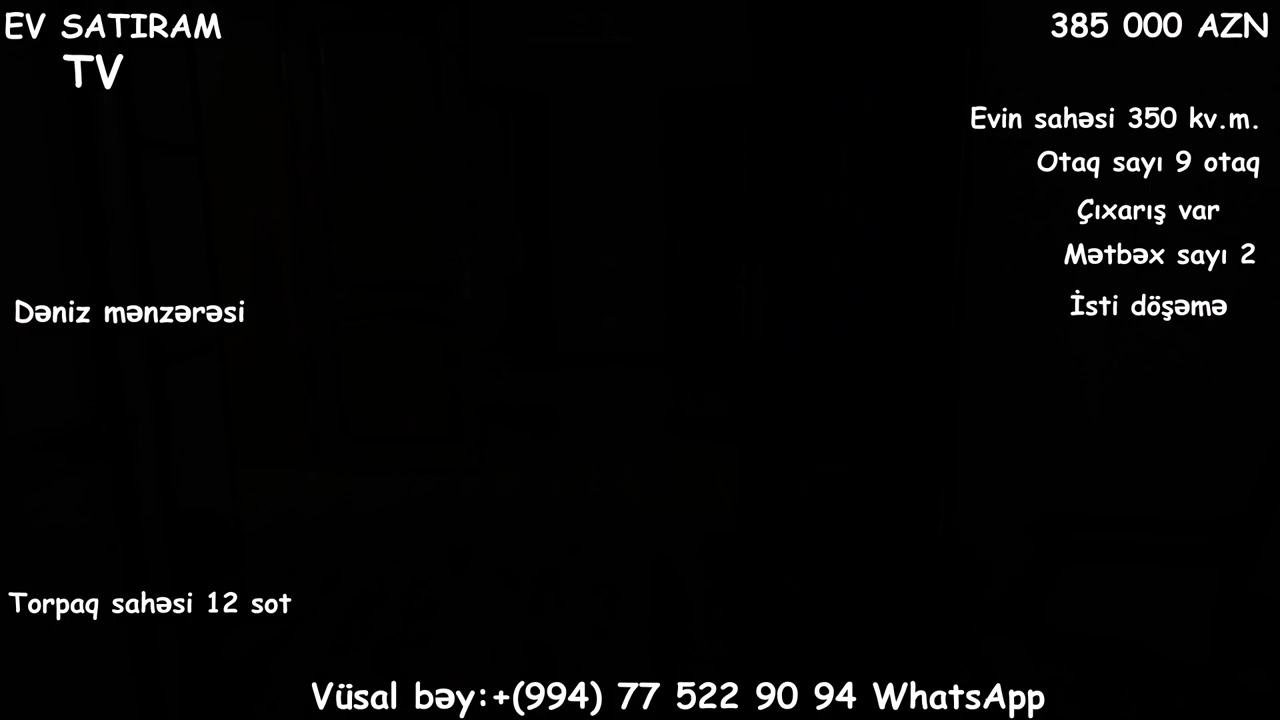 EV SATIRAM
TV
385 000 AZN
Evin sahəsi 350 kv.m.
Otaq sayı 9 otaq
Çıxarış var
Mətbəx sayı 2
İsti döşəmə
Dəniz mənzərəsi
Torpaq sahəsi 12 sot
Vüsal bəy:+(994) 77 522 90 94 WhatsApp